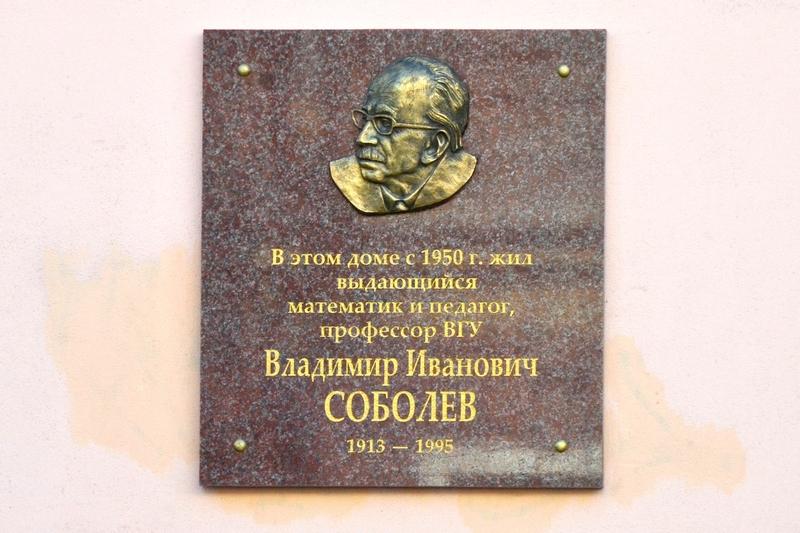 В этом доме с 1950 г. жил
выдающийся
математик и педагог,
профессор ВГУ
Владимир Иванович
СОБОЛЕВ
1913 — 1995